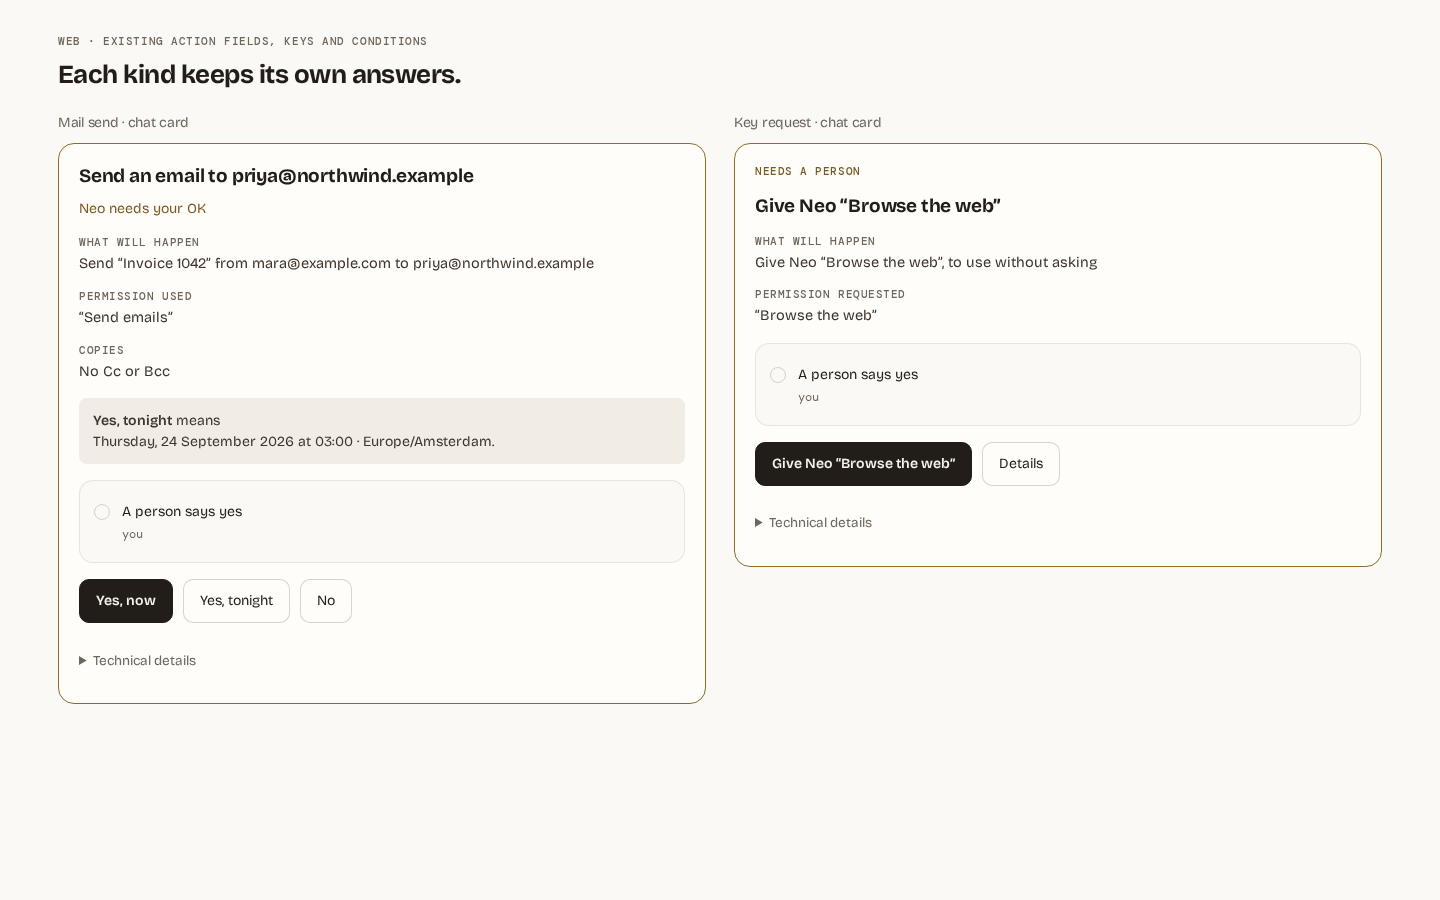 WEB · EXISTING ACTION FIELDS, KEYS AND CONDITIONS
Each kind keeps its own answers.
Mail send · chat card
Send an email to priya@northwind.example
Neo needs your OK
WHAT WILL HAPPEN
Send “Invoice 1042” from mara@example.com to priya@northwind.example
PERMISSION USED
“Send emails”
COPIES
No Cc or Bcc
Yes, tonight means
Thursday, 24 September 2026 at 03:00 · Europe/Amsterdam.
A person says yes
you
Yes, now
Yes, tonight
No
Technical details
Key request · chat card
NEEDS A PERSON
Give Neo “Browse the web”
WHAT WILL HAPPEN
Give Neo “Browse the web”, to use without asking
PERMISSION REQUESTED
“Browse the web”
A person says yes
you
Give Neo “Browse the web”
Details
Technical details